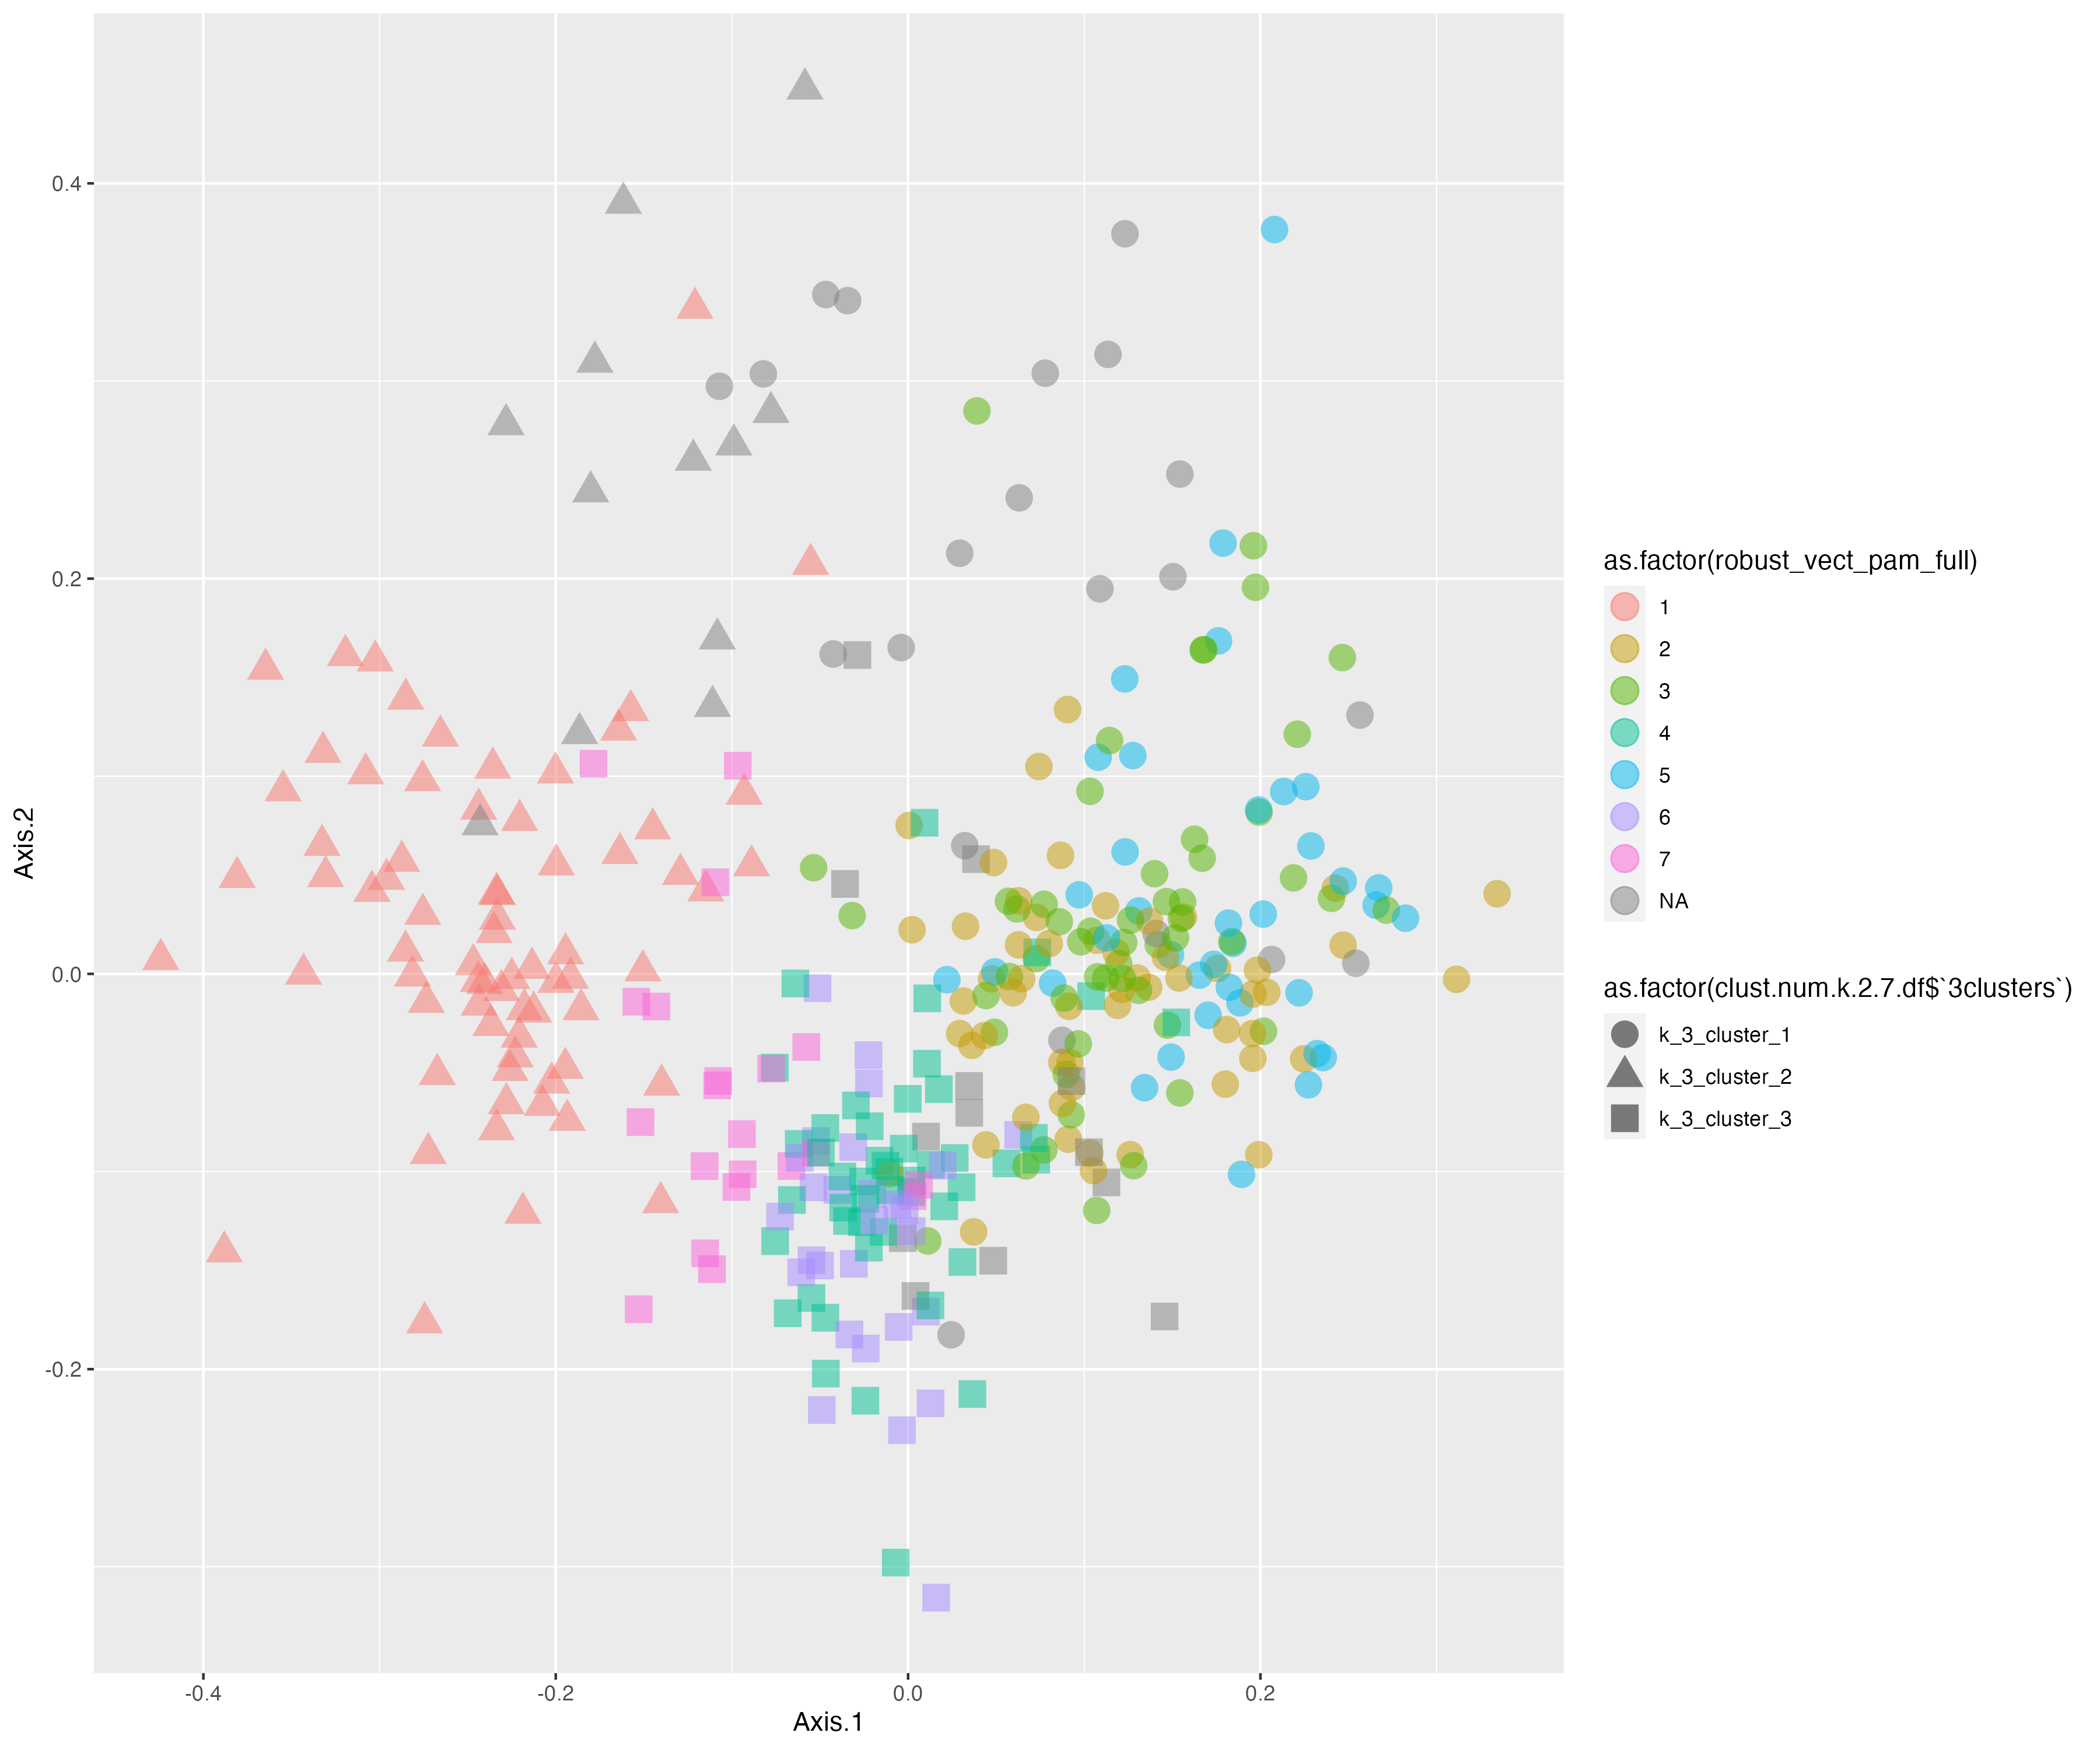 0.4
0.2
0.0
-0.2
Axis.2
-0.4
-0.2
0.0
0.2
Axis.1
as.factor(robust_vect_pam_full)
1
2
3
4
5
6
7
NA
as.factor(clust.num.k.2.7.df$`3clusters`)
k_3_cluster_1
k_3_cluster_2
k_3_cluster_3